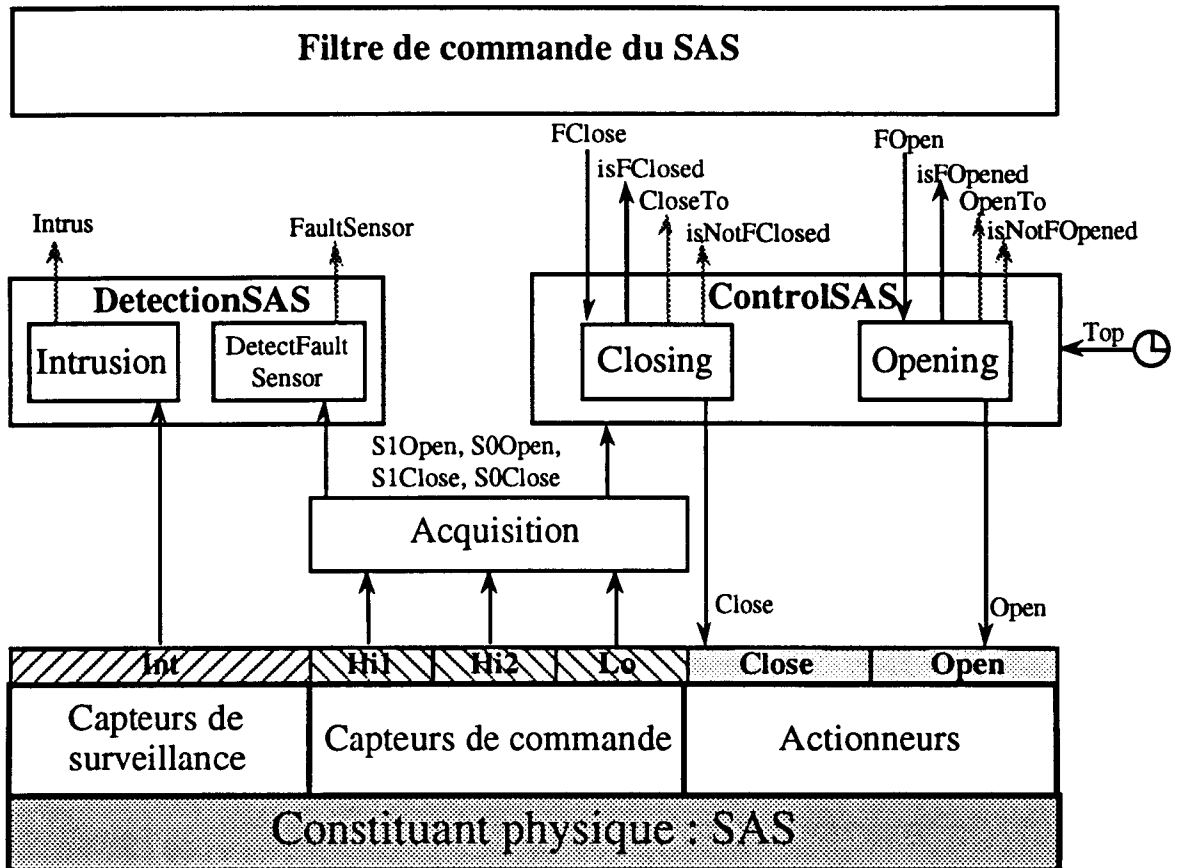 Filtre de commande du SAS
FClose
FOpen
isFClosed
isFOpened
CloseTo
OpenTo
Intrus
FaultSensor
isNotFClosed
isNotFOpened
DetectionSAS
ControlSAS
Intrusion
DetectFault
Sensor
Closing
Opening
Top
S1Open, S0Open,
S1Close, S0Close
Acquisition
Close
Open
Int
Hi1
Hi2
Lo
Close
Open
Capteurs de
surveillance
Capteurs de commande
Actionneurs
Constituant physique : SAS